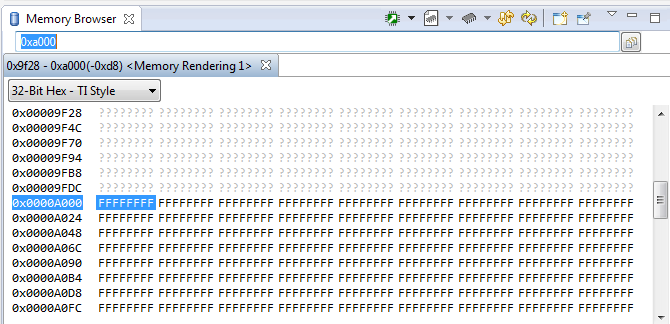 Memory Browser
0xa000
0x9f28 - 0xa000(-0xd8) <Memory Rendering 1>
32-Bit Hex - TI Style
0x00009F28 ???????? ???????? ???????? ???????? ???????? ???????? ???????? ???????? ????????
0x00009F4C ???????? ???????? ???????? ???????? ???????? ???????? ???????? ???????? ????????
0x00009F70 ???????? ???????? ???????? ???????? ???????? ???????? ???????? ???????? ????????
0x00009F94 ???????? ???????? ???????? ???????? ???????? ???????? ???????? ???????? ????????
0x00009FB8 ???????? ???????? ???????? ???????? ???????? ???????? ???????? ???????? ????????
0x00009FDC ???????? ???????? ???????? ???????? ???????? ???????? ???????? ???????? ????????
0x0000A000 FFFFFFFF FFFFFFFF FFFFFFFF FFFFFFFF FFFFFFFF FFFFFFFF FFFFFFFF FFFFFFFF FFFFFFFF
0x0000A024 FFFFFFFF FFFFFFFF FFFFFFFF FFFFFFFF FFFFFFFF FFFFFFFF FFFFFFFF FFFFFFFF FFFFFFFF
0x0000A048 FFFFFFFF FFFFFFFF FFFFFFFF FFFFFFFF FFFFFFFF FFFFFFFF FFFFFFFF FFFFFFFF FFFFFFFF
0x0000A06C FFFFFFFF FFFFFFFF FFFFFFFF FFFFFFFF FFFFFFFF FFFFFFFF FFFFFFFF FFFFFFFF FFFFFFFF
0x0000A090 FFFFFFFF FFFFFFFF FFFFFFFF FFFFFFFF FFFFFFFF FFFFFFFF FFFFFFFF FFFFFFFF FFFFFFFF
0x0000A0B4 FFFFFFFF FFFFFFFF FFFFFFFF FFFFFFFF FFFFFFFF FFFFFFFF FFFFFFFF FFFFFFFF FFFFFFFF
0x0000A0D8 FFFFFFFF FFFFFFFF FFFFFFFF FFFFFFFF FFFFFFFF FFFFFFFF FFFFFFFF FFFFFFFF FFFFFFFF
0x0000A0FC FFFFFFFF FFFFFFFF FFFFFFFF FFFFFFFF FFFFFFFF FFFFFFFF FFFFFFFF FFFFFFFF FFFFFFFF